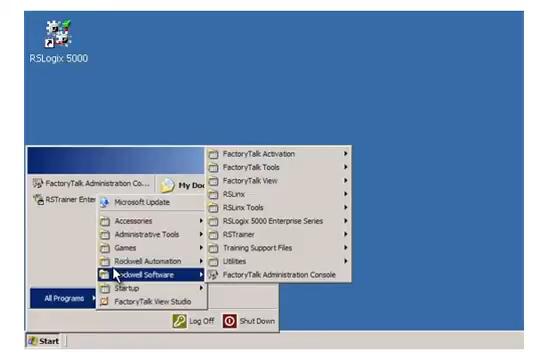 RSLogix 5000
FactoryTalk Administration Co...
My Doc
RSTrainer Enter
Microsoft Update
Accessories
Administrative Tools
Games
Rockwell Automation
Rockwell Software
Startup
FactoryTalk View Studio
FactoryTalk Activation
FactoryTalk Tools
FactoryTalk View
RSLinx
RSLinx Tools
RSLogix 5000 Enterprise Series
RSTrainer
Training Support Files
Utilities
FactoryTalk Administration Console
All Programs
Log Off
Shut Down
Start